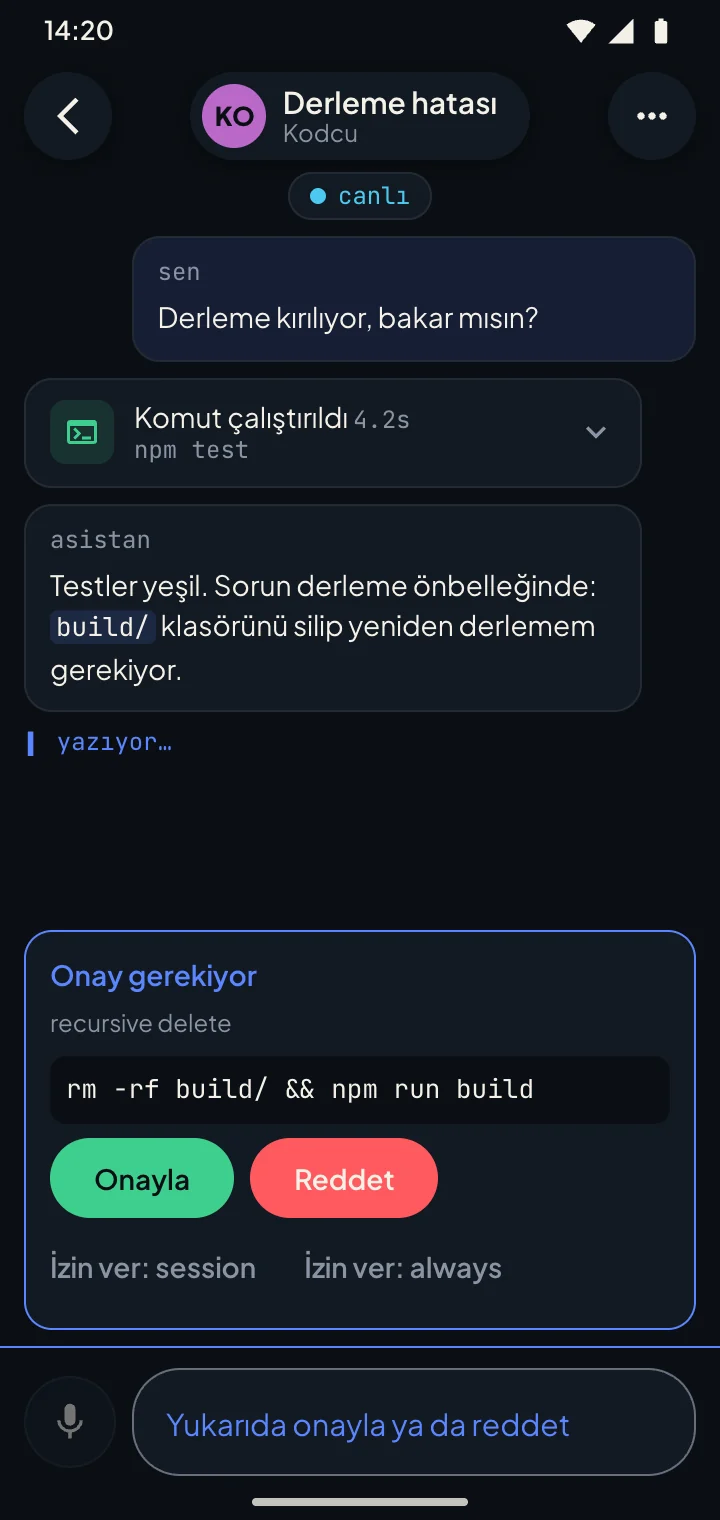 14:20
KO
Derleme hatası
Kodcu
canlı
sen
Derleme kırılıyor, bakar mısın?
Komut çalıştırıldı 4.2s
npm test
asistan
Testler yeşil. Sorun derleme önbelleğinde:
build/ klasörünü silip yeniden derlemem
gerekiyor.
yazıyor…
Onay gerekiyor
recursive delete
rm -rf build/ && npm run build
Onayla Reddet
İzin ver: session İzin ver: always
Yukarıda onayla ya da reddet